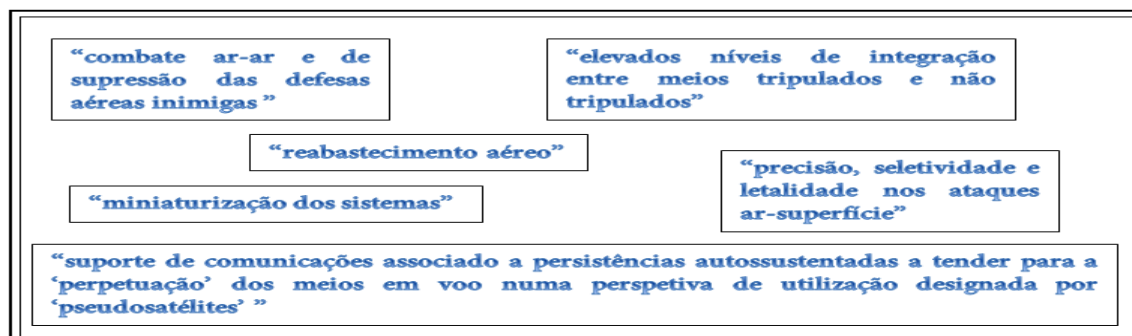 “combate ar-ar e de
supressão das defesas
aéreas inimigas ”
“elevados níveis de integração
entre meios tripulados e não
tripulados”
“reabastecimento aéreo”
“precisão, seletividade e
letalidade nos ataques
ar-superfície”
“miniaturização dos sistemas”
“suporte de comunicações associado a persistências autossustentadas a tender para a
‘perpetuação’ dos meios em voo numa perspetiva de utilização designada por
‘pseudosatélites’ ”